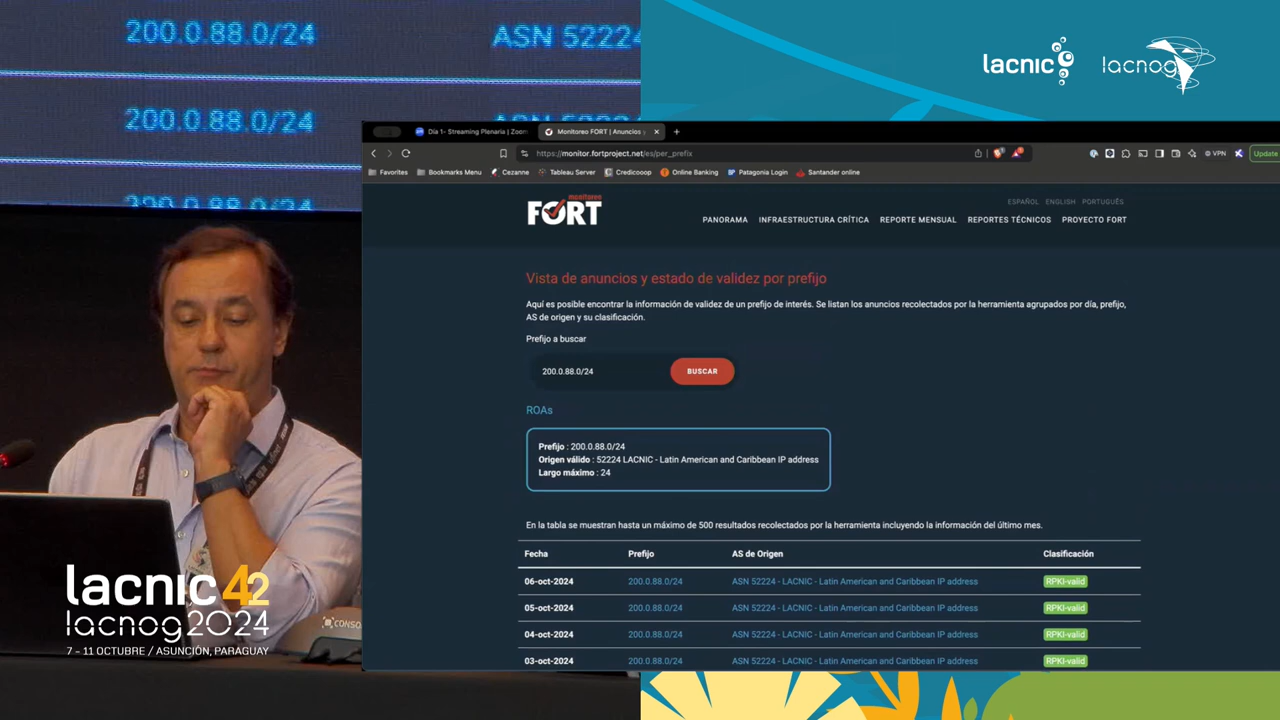 200.0.88.0/24
ASN 52224
200.0.88.0/24
200.0.88.0/24
lacnic
lacnog
Día 1- Streaming Plenaria | Zoom
Monitoreo FORT | Anuncios
https://monitor.fortproject.net/es/per_prefix
VPN
Update
Favorites
Bookmarks Menu
Cezanne
Tableau Server
Credicooop
Online Banking
Patagonia Login
Santander online
monitoreo
FORT
ESPAÑOL ENGLISH PORTUGUÊS
PANORAMA INFRAESTRUCTURA CRÍTICA REPORTE MENSUAL REPORTES TÉCNICOS PROYECTO FORT
Vista de anuncios y estado de validez por prefijo
Aquí es posible encontrar la información de validez de un prefijo de interés. Se listan los anuncios recolectados por la herramienta agrupados por día, prefijo,
AS de origen y su clasificación.
Prefijo a buscar
200.0.88.0/24 BUSCAR
ROAs
Prefijo : 200.0.88.0/24
Origen válido : 52224 LACNIC - Latin American and Caribbean IP address
Largo máximo : 24
En la tabla se muestran hasta un máximo de 500 resultados recolectados por la herramienta incluyendo la información del último mes.
Fecha Prefijo AS de Origen Clasificación
06-oct-2024 200.0.88.0/24 ASN 52224 - LACNIC - Latin American and Caribbean IP address RPKI-valid
05-oct-2024 200.0.88.0/24 ASN 52224 - LACNIC - Latin American and Caribbean IP address RPKI-valid
04-oct-2024 200.0.88.0/24 ASN 52224 - LACNIC - Latin American and Caribbean IP address RPKI-valid
03-oct-2024 200.0.88.0/24 ASN 52224 - LACNIC - Latin American and Caribbean IP address RPKI-valid
lacnic 42
lacnog 2024
7 - 11 OCTUBRE / ASUNCIÓN, PARAGUAY